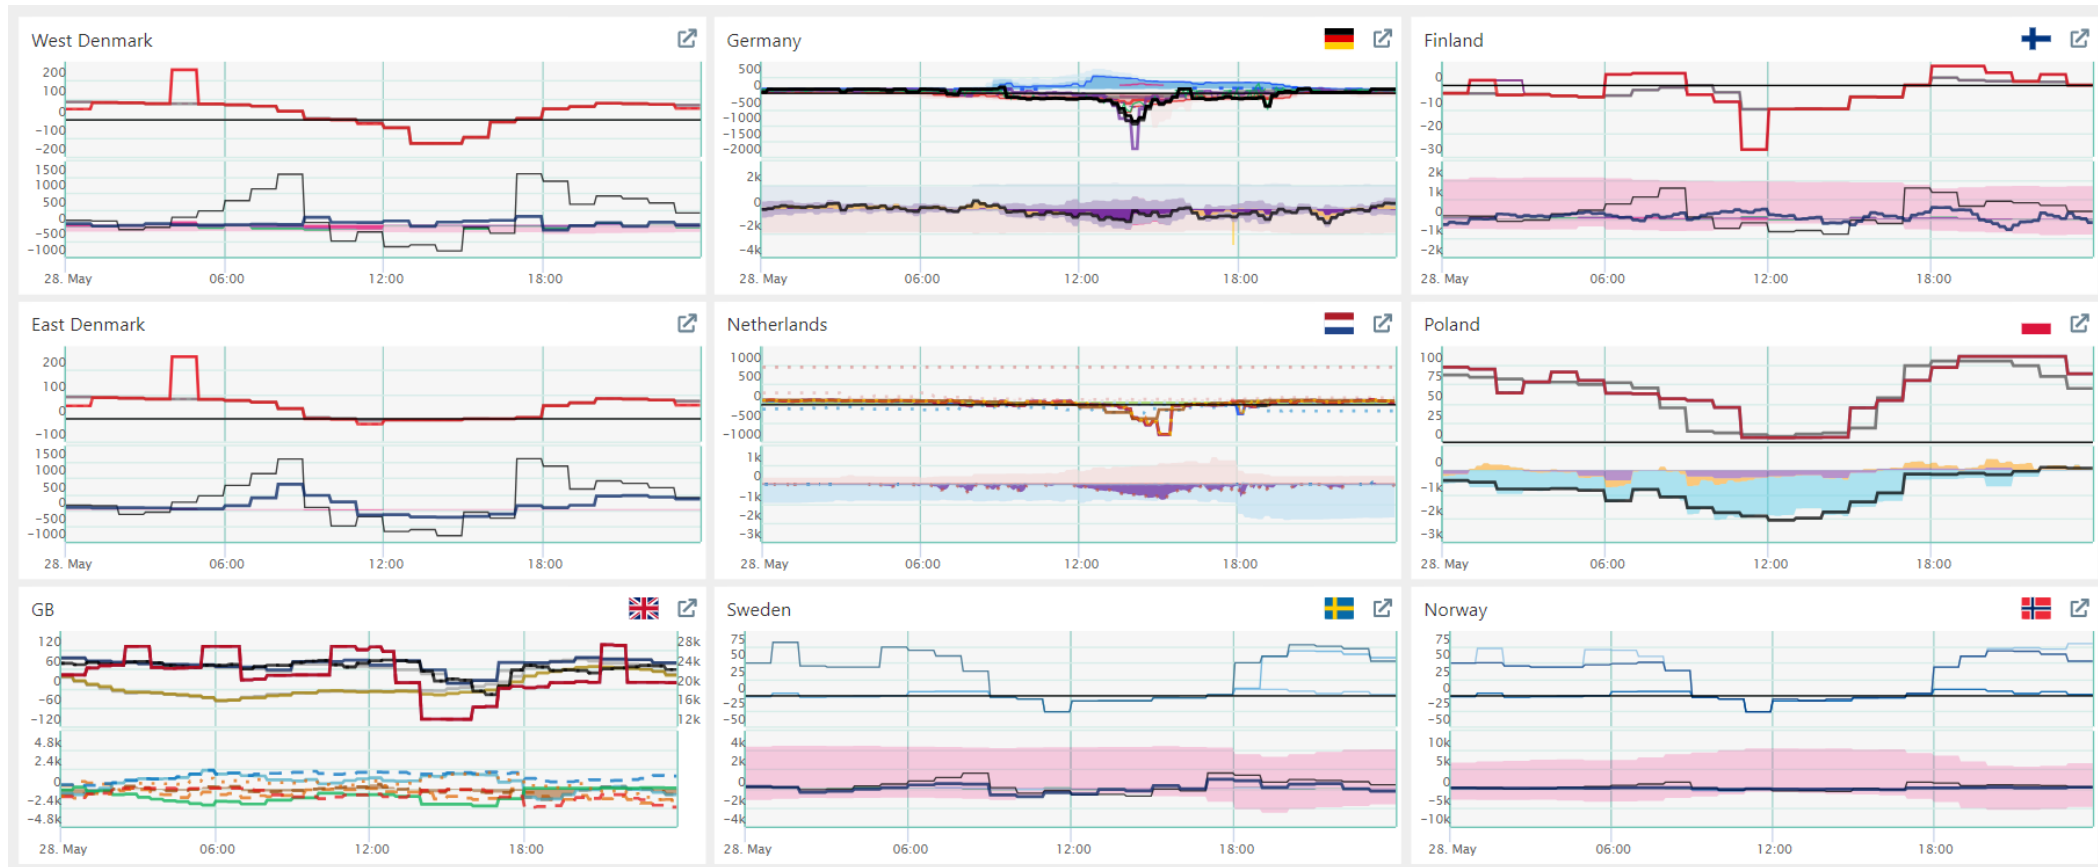 West Denmark
200
100
0
-100
-200
1500
1000
500
0
-500
-1000
28. May 06:00 12:00 18:00
Germany
500
0
-500
-1000
-1500
-2000
2k
0
-2k
-4k
28. May 06:00 12:00 18:00
Finland
0
-10
-20
-30
2k
1k
0
-1k
-2k
28. May 06:00 12:00 18:00
East Denmark
200
100
0
-100
1500
1000
500
0
-500
-1000
28. May 06:00 12:00 18:00
Netherlands
1000
500
0
-500
-1000
1k
0
-1k
-2k
-3k
28. May 06:00 12:00 18:00
Poland
100
75
50
25
0
0
-1k
-2k
-3k
28. May 06:00 12:00 18:00
GB
120 28k
60 24k
0 20k
-60 16k
-120 12k
4.8k
2.4k
0
-2.4k
-4.8k
28. May 06:00 12:00 18:00
Sweden
75
50
25
0
-25
-50
4k
2k
0
-2k
-4k
28. May 06:00 12:00 18:00
Norway
75
50
25
0
-25
-50
10k
5k
0
-5k
-10k
28. May 06:00 12:00 18:00